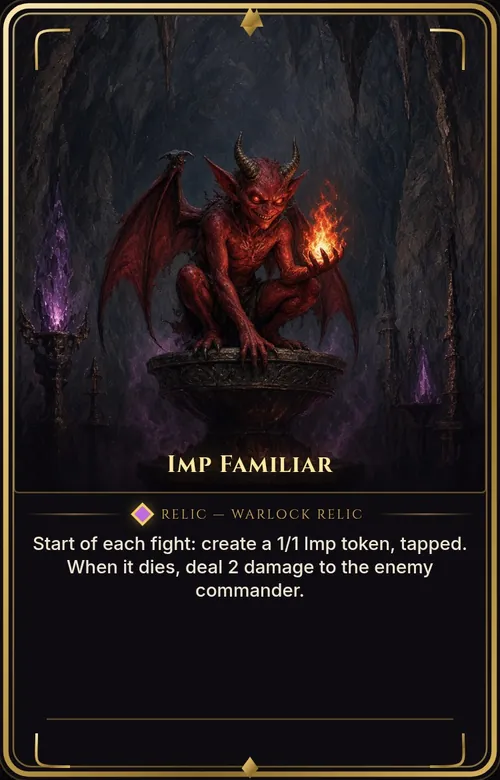 Imp Familiar
RELIC — WARLOCK RELIC
Start of each fight: create a 1/1 Imp token, tapped.
When it dies, deal 2 damage to the enemy
commander.